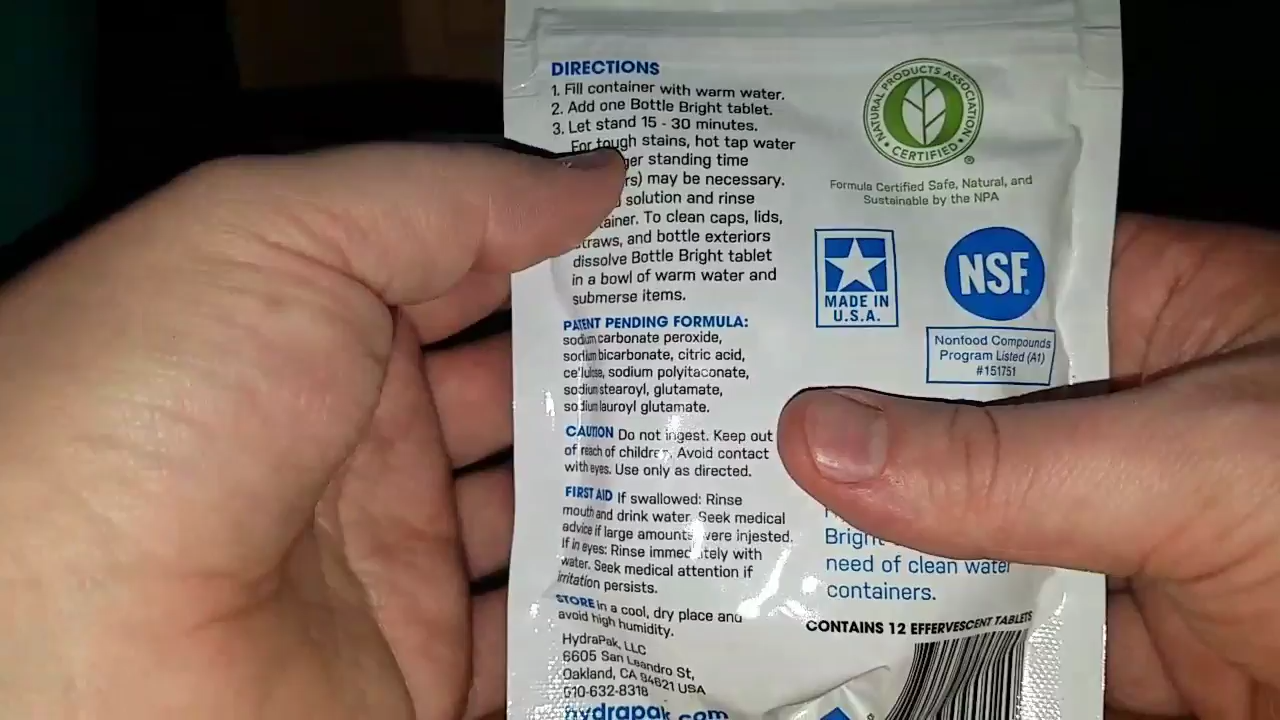 DIRECTIONS
1. Fill container with warm water.
2. Add one Bottle Bright tablet.
3. Let stand 15 - 30 minutes.
For tough stains, hot tap water
standing time
may be necessary.
solution and rinse
To clean caps, lids,
straws, and bottle exteriors
dissolve Bottle Bright tablet
in a bowl of warm water and
submerse items.
PATENT PENDING FORMULA:
sodium carbonate peroxide,
sodium bicarbonate, citric acid,
cellulose, sodium polyitaconate,
sodium stearoyl, glutamate,
sodium lauroyl glutamate.
CAUTION Do not ingest. Keep out
of reach of children. Avoid contact
with eyes. Use only as directed.
FIRST AID If swallowed: Rinse
mouth and drink water. Seek medical
advice if large amounts were injested.
If in eyes: Rinse immediately with
water. Seek medical attention if
irritation persists.
STORE in a cool, dry place and
avoid high humidity.
HydraPak, LLC
6605 San Leandro St,
Oakland, CA 94621 USA
510-632-8318
hydrapak.com
NATURAL PRODUCTS ASSOCIATION
• CERTIFIED •
®
Formula Certified Safe, Natural, and
Sustainable by the NPA
MADE IN
U.S.A.
NSF®
Nonfood Compounds
Program Listed (A1)
#151751
Bright
need of clean water
containers.
CONTAINS 12 EFFERVESCENT TABLETS